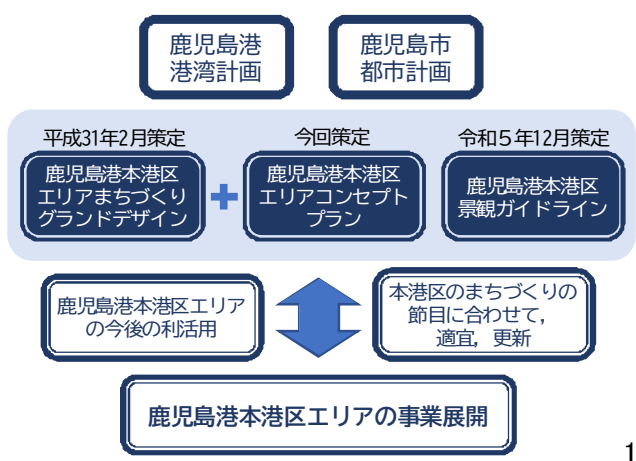 鹿児島港
港湾計画
鹿児島市
都市計画
平成31年2月策定
鹿児島港本港区
エリアまちづくり
グランドデザイン
今回策定
鹿児島港本港区
エリアコンセプト
プラン
令和５年12月策定
鹿児島港本港区
景観ガイドライン
鹿児島港本港区エリア
の今後の利活用
本港区のまちづくりの
節目に合わせて，
適宜，更新
鹿児島港本港区エリアの事業展開
1